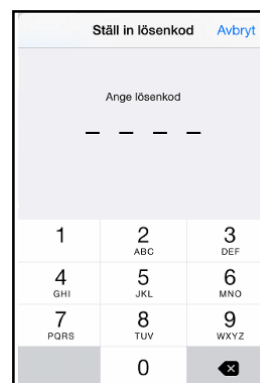 Ställ in lösenkod Avbryt
Ange lösenkod
1 2 3
ABC DEF
4 5 6
GHI JKL MNO
7 8 9
PQRS TUV WXYZ
0